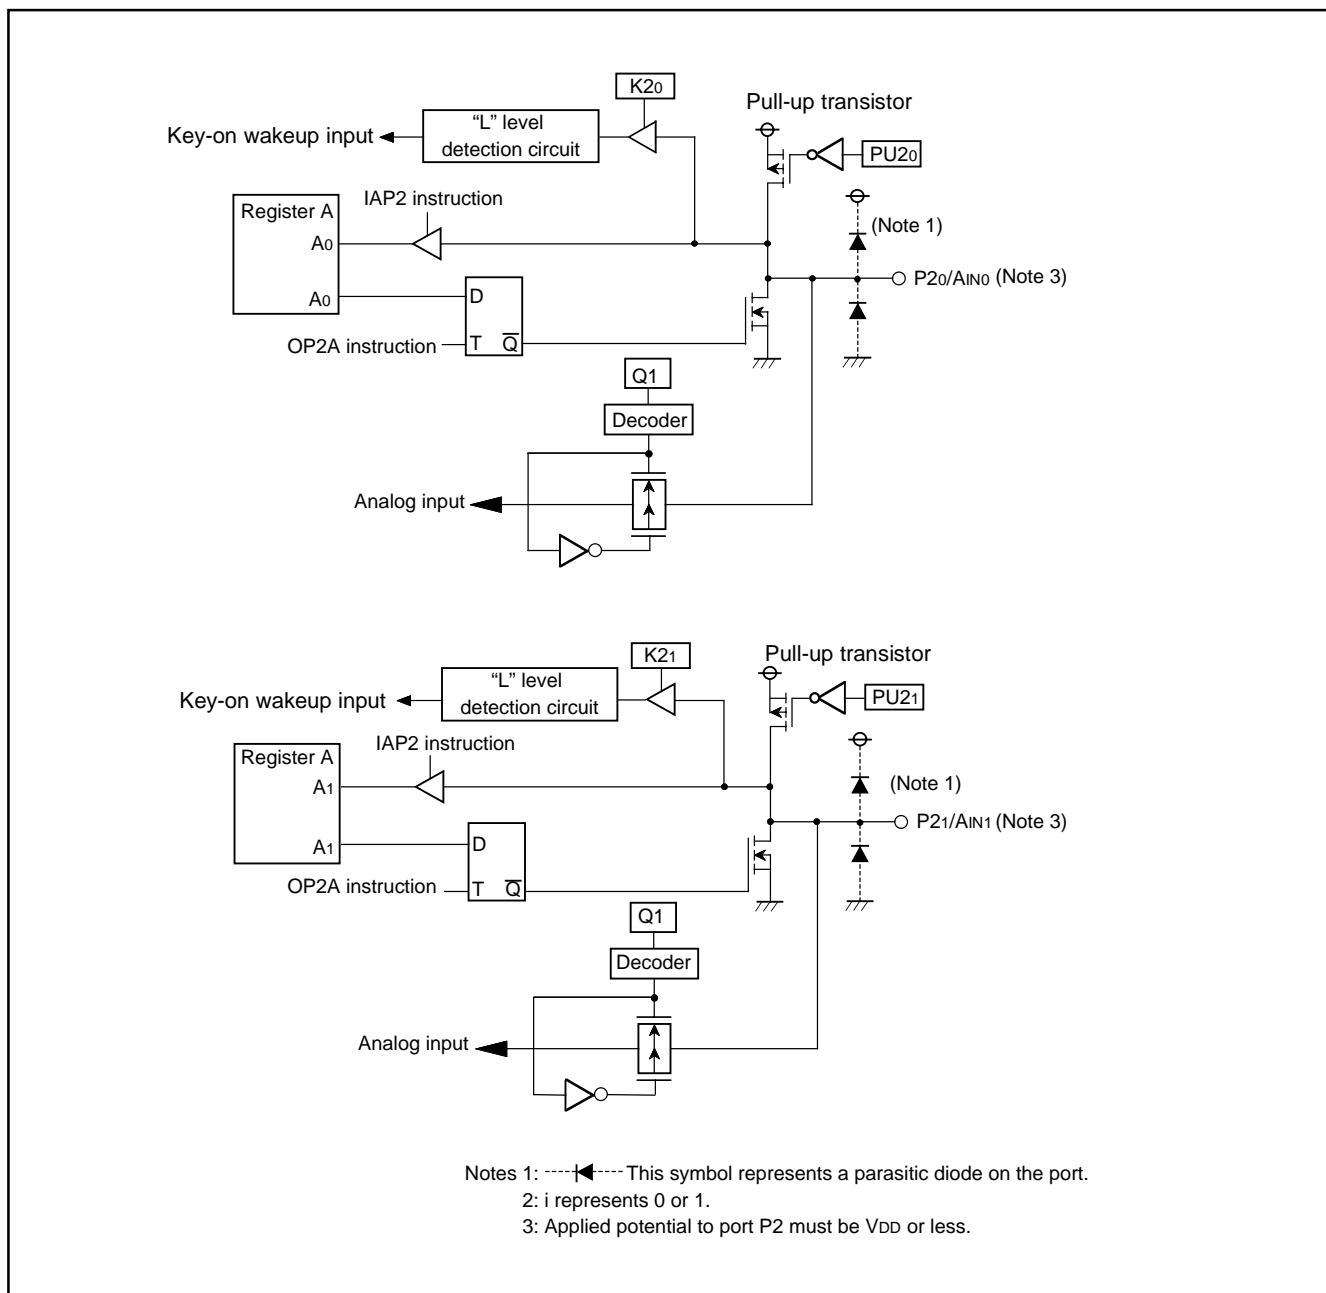 K20
Pull-up transistor
Key-on wakeup input
“L” level
detection circuit
PU20
IAP2 instruction
Register A
A0
(Note 1)
P20/AIN0 (Note 3)
A0
D
OP2A instruction
T Q
Q1
Decoder
Analog input
K21
Pull-up transistor
Key-on wakeup input
“L” level
detection circuit
PU21
IAP2 instruction
Register A
A1
(Note 1)
P21/AIN1 (Note 3)
A1
D
OP2A instruction
T Q
Q1
Decoder
Analog input
Notes 1: This symbol represents a parasitic diode on the port.
2: i represents 0 or 1.
3: Applied potential to port P2 must be VDD or less.